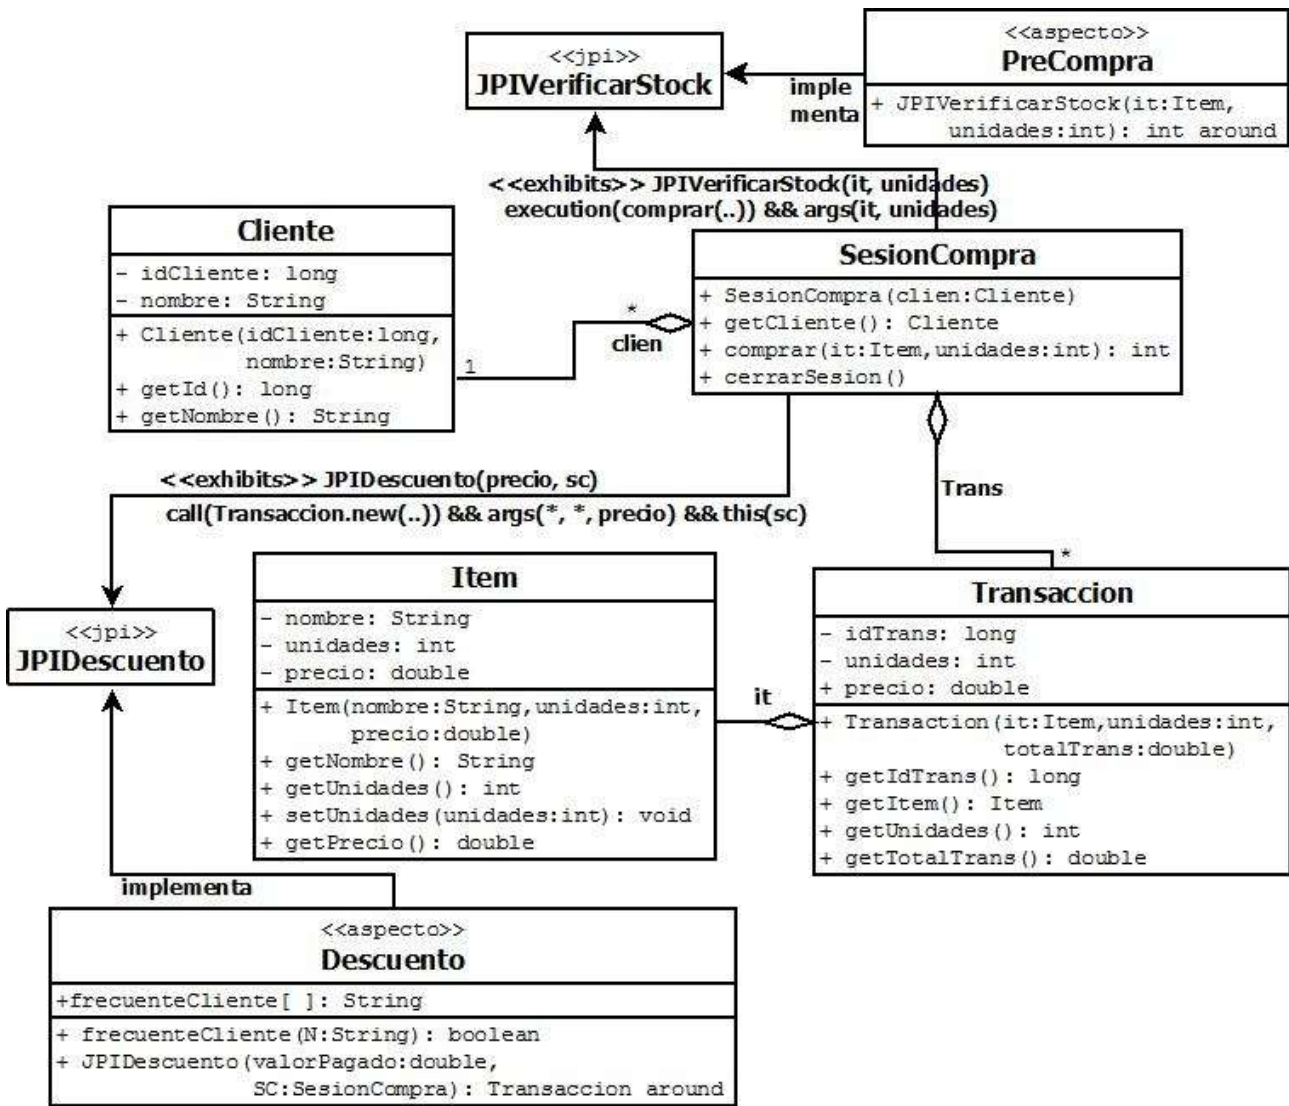 <<jpi>>
JPIVerificarStock
<<aspecto>>
PreCompra
+ JPIVerificarStock(it:Item,
unidades:int): int around
imple
menta
<<exhibits>> JPIVerificarStock(it, unidades)
execution(comprar(..)) && args(it, unidades)
Cliente
- idCliente: long
- nombre: String
+ Cliente(idCliente:long,
nombre:String)
+ getId(): long
+ getNombre(): String
1
*
clien
SesionCompra
+ SesionCompra(clien:Cliente)
+ getCliente(): Cliente
+ comprar(it:Item,unidades:int): int
+ cerrarSesion()
<<exhibits>> JPIDescuento(precio, sc)
call(Transaccion.new(..)) && args(*, *, precio) && this(sc)
Trans
*
<<jpi>>
JPIDescuento
Item
- nombre: String
- unidades: int
- precio: double
+ Item(nombre:String,unidades:int,
precio:double)
+ getNombre(): String
+ getUnidades(): int
+ setUnidades(unidades:int): void
+ getPrecio(): double
it
Transaccion
- idTrans: long
- unidades: int
+ precio: double
+ Transaction(it:Item,unidades:int,
totalTrans:double)
+ getIdTrans(): long
+ getItem(): Item
+ getUnidades(): int
+ getTotalTrans(): double
implementa
<<aspecto>>
Descuento
+frecuenteCliente[ ]: String
+ frecuenteCliente(N:String): boolean
+ JPIDescuento(valorPagado:double,
SC:SesionCompra): Transaccion around